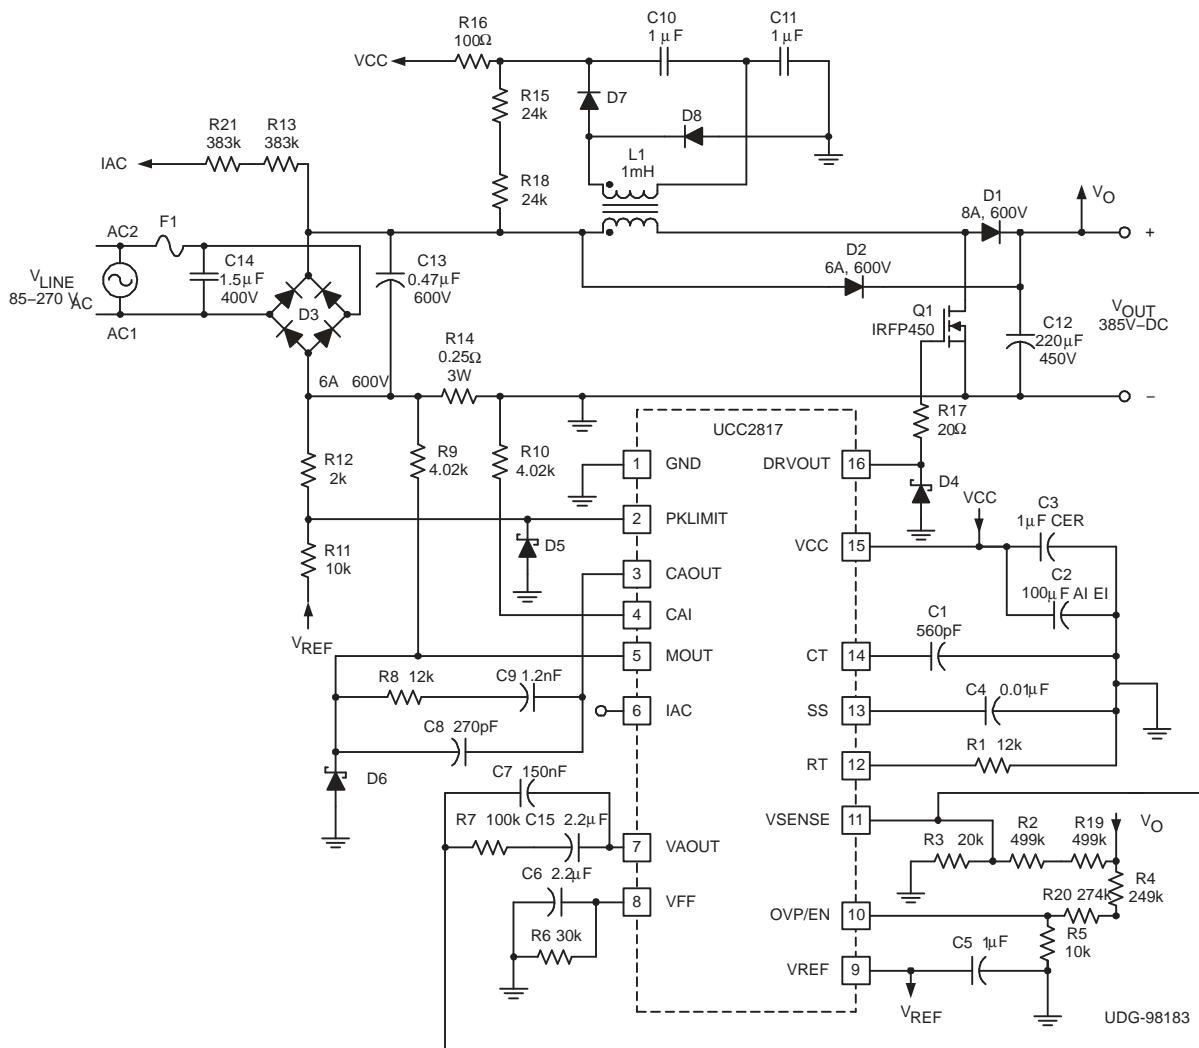 R16
100Ω
VCC
C10
1 μF
C11
1 μF
R15
24k
D7
D8
R21
383k
R13
383k
IAC
R18
24k
L1
1mH
D1
8A, 600V
VO
+
AC2
F1
VLINE
85–270 VAC
AC1
C14
1.5μF
400V
D3
C13
0.47μF
600V
D2
6A, 600V
Q1
IRFP450
C12
220μF
450V
VOUT
385V–DC
R14
0.25Ω
3W
6A 600V
–
R17
20Ω
UCC2817
R12
2k
R9
4.02k
R10
4.02k
1
GND
DRVOUT
16
D4
VCC
C3
1μF CER
2
PKLIMIT
D5
R11
10k
VREF
VCC
15
C2
100μF AI EI
3
CAOUT
4
CAI
C1
560pF
5
MOUT
CT
14
R8 12k
C9 1.2nF
C4 0.01μF
6
IAC
SS
13
C8 270pF
R1 12k
RT
12
D6
C7 150nF
VSENSE
11
R7 100k
C15 2.2μF
7
VAOUT
R3 20k
R2
499k
R19
499k
VO
R4
249k
C6 2.2μF
8
VFF
R20 274k
OVP/EN
10
R5
10k
R6 30k
C5 1μF
VREF
9
VREF
UDG-98183